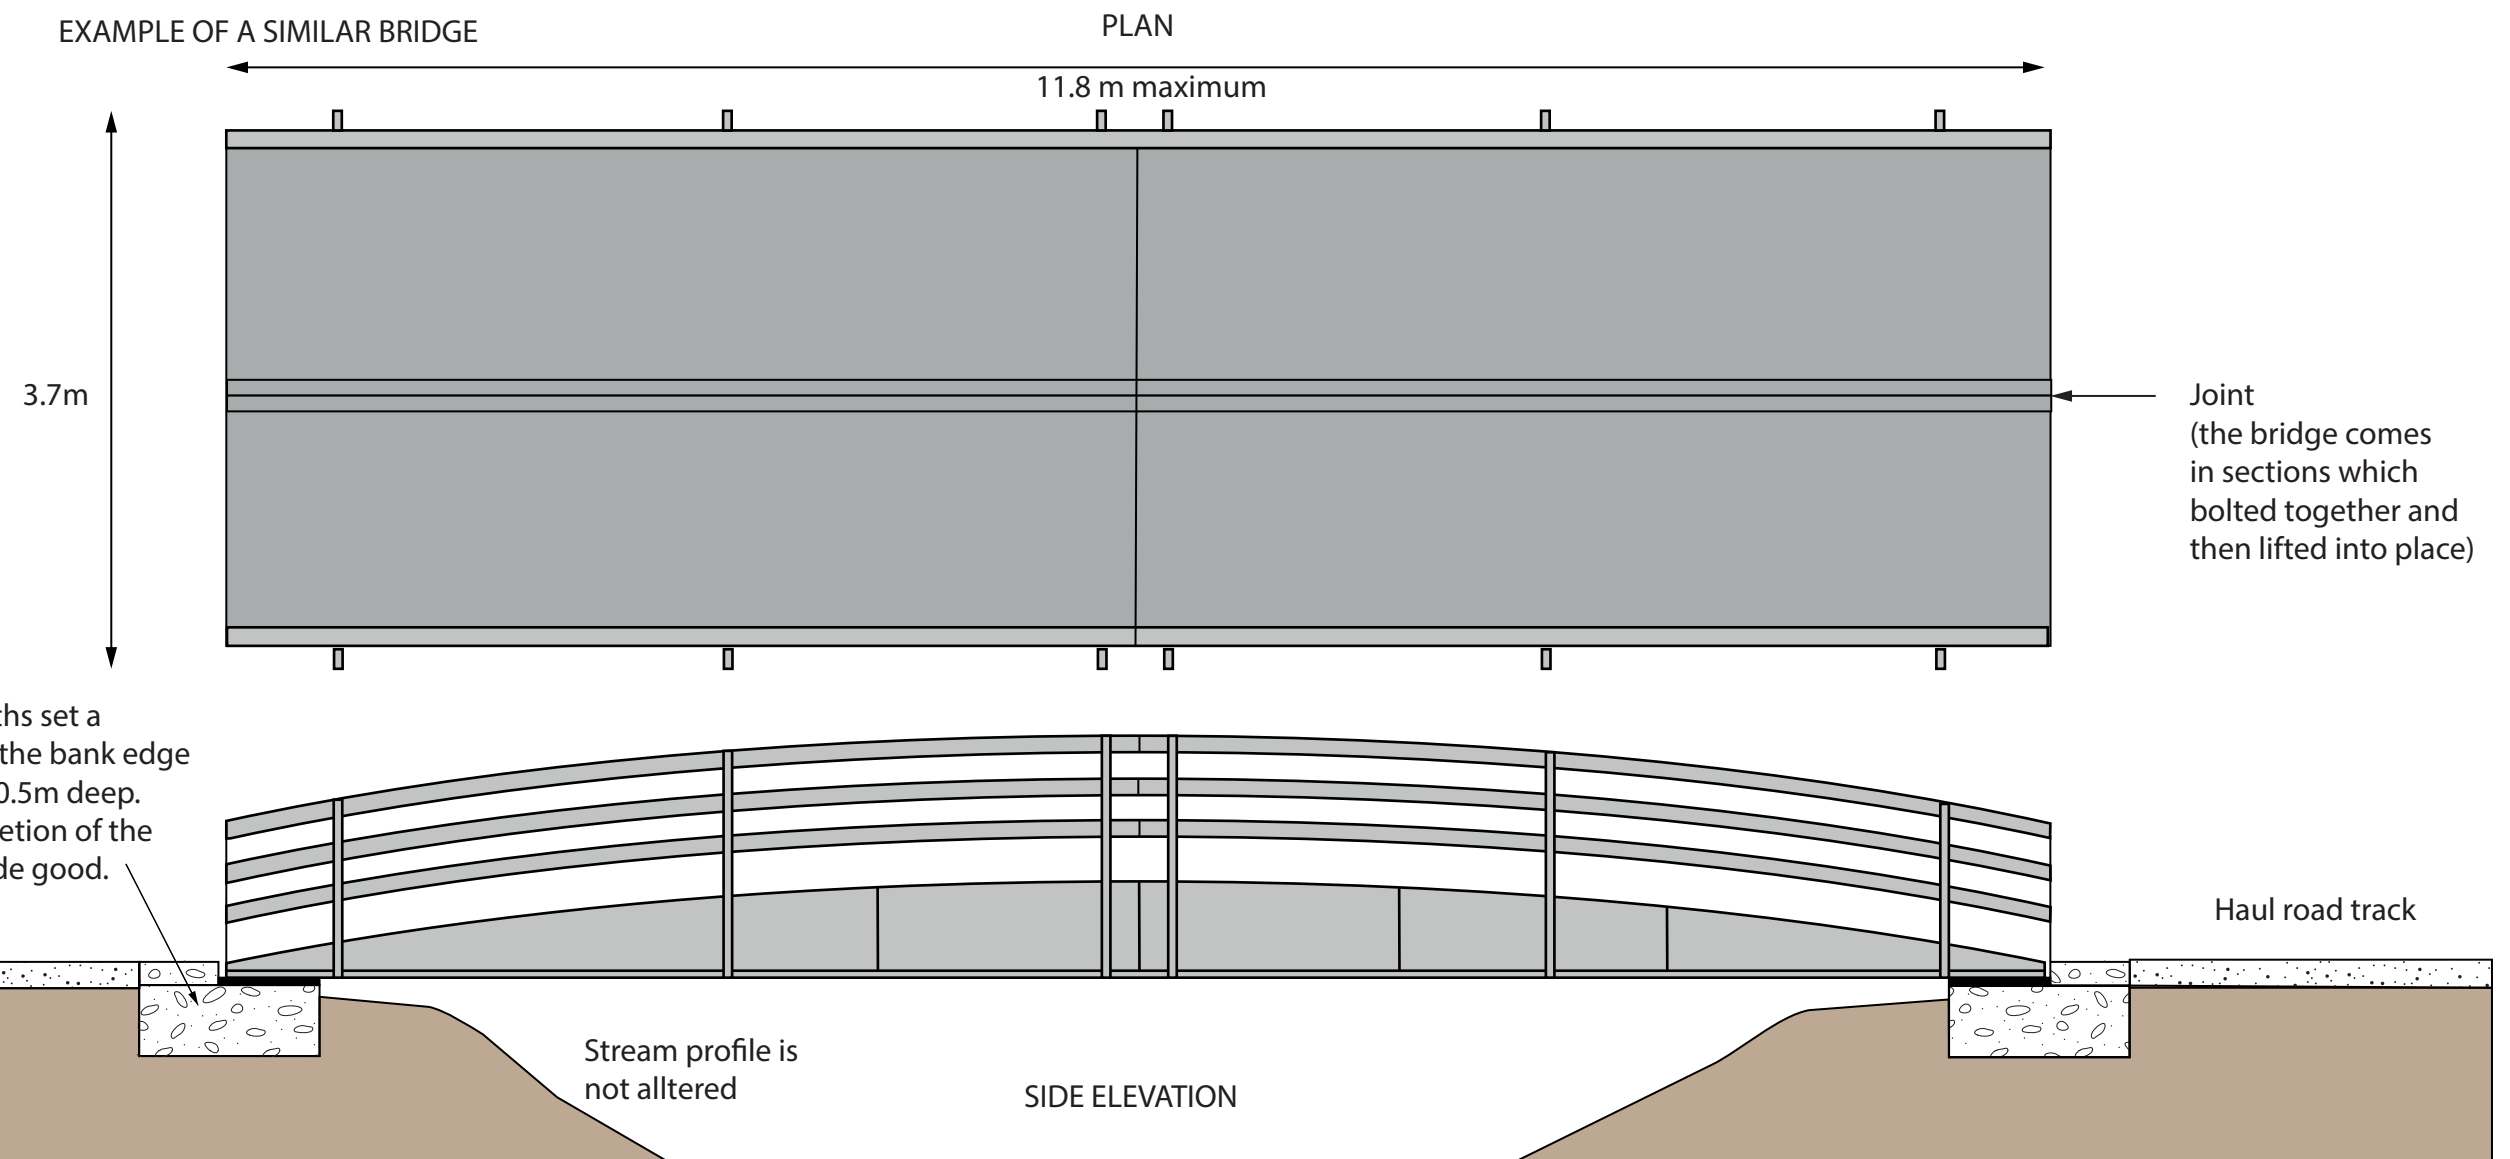 EXAMPLE OF A SIMILAR BRIDGE
PLAN
11.8 m maximum
3.7m
Joint
(the bridge comes
in sections which
bolted together and
then lifted into place)
set a
the bank edge
0.5m deep.
of the
good.
Haul road track
Stream profile is
not alltered
SIDE ELEVATION